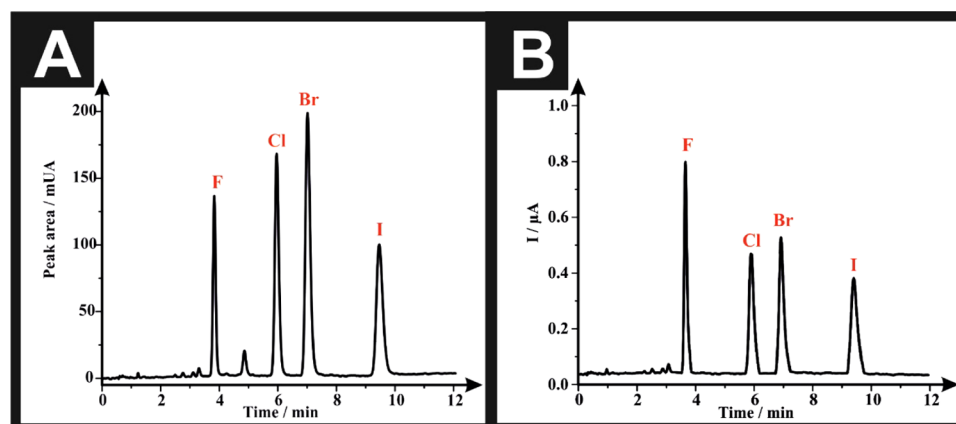 A
200
150
100
50
0
Peak area / mUA
F
Cl
Br
I
0 2 4 6 8 10 12
Time / min
B
1.0
0.8
0.6
0.4
0.2
0.0
I / μA
F
Cl
Br
I
0 2 4 6 8 10 12
Time / min